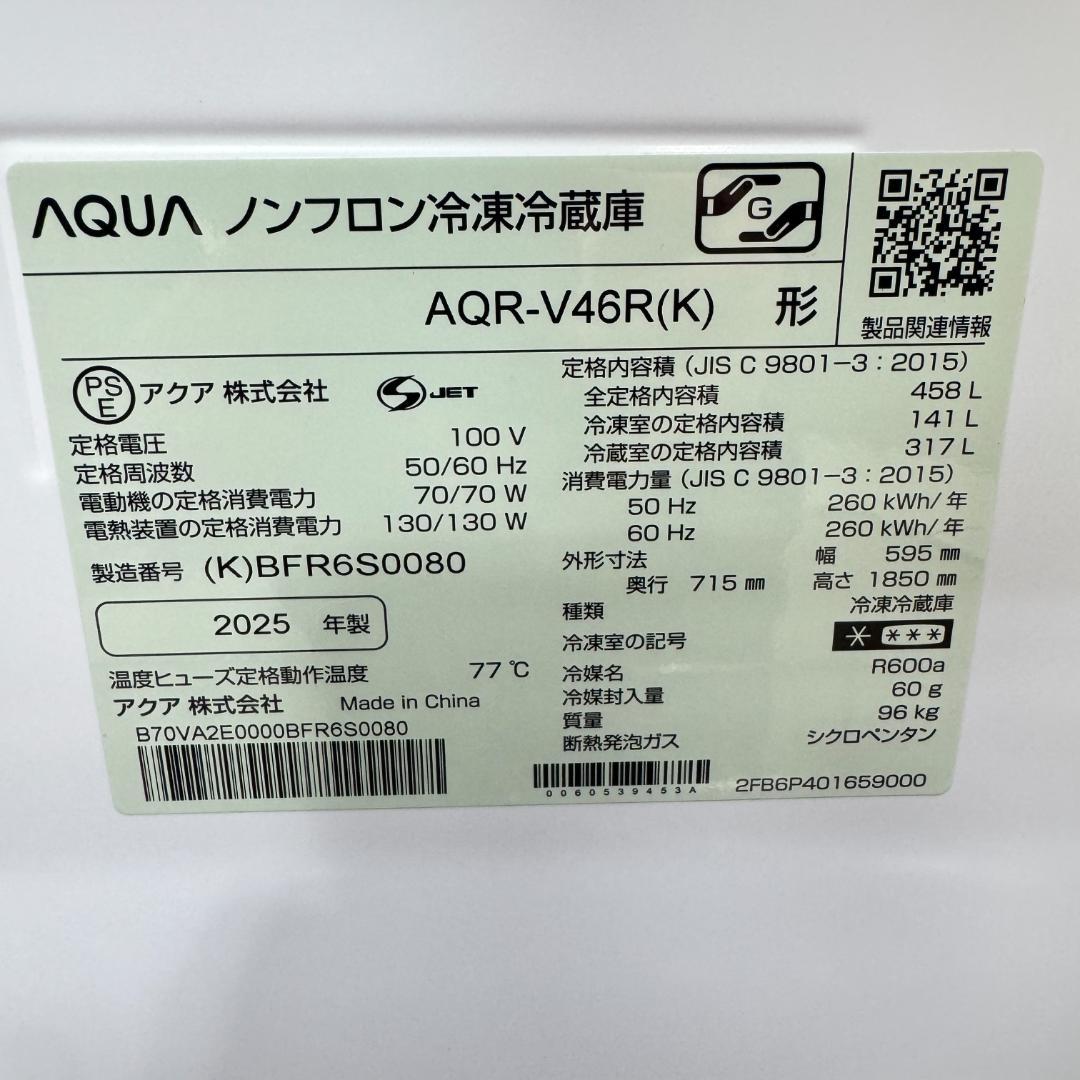 AQUA ノンフロン冷凍冷蔵庫
G
製品関連情報
AQR-V46R(K) 形
PSE アクア 株式会社 S JET
定格電圧 100 V
定格周波数 50/60 Hz
電動機の定格消費電力 70/70 W
電熱装置の定格消費電力 130/130 W
製造番号 (K)BFR6S0080
2025 年製
温度ヒューズ定格動作温度 77 ℃
アクア 株式会社 Made in China
B70VA2E0000BFR6S0080
定格内容積 (JIS C 9801-3：2015)
全定格内容積 458 L
冷凍室の定格内容積 141 L
冷蔵室の定格内容積 317 L
消費電力量 (JIS C 9801-3：2015)
50 Hz 260 kWh/年
60 Hz 260 kWh/年
外形寸法 幅 595 ㎜
奥行 715 ㎜ 高さ 1850 ㎜
種類 冷凍冷蔵庫
冷凍室の記号 * ***
冷媒名 R600a
冷媒封入量 60 g
質量 96 kg
断熱発泡ガス シクロペンタン
0060539453A
2FB6P401659000